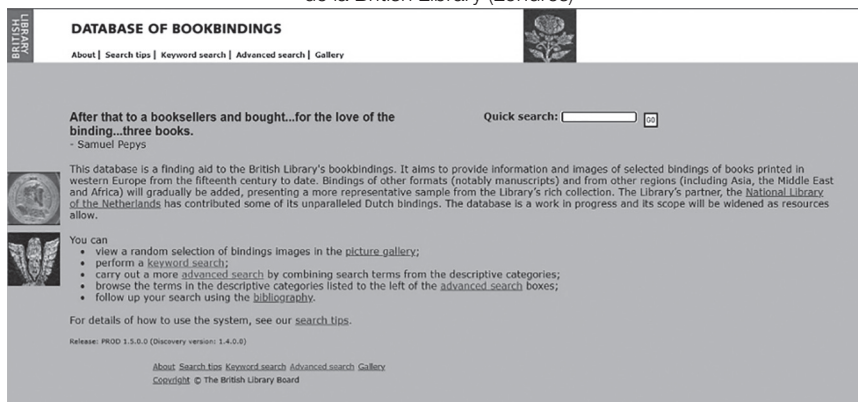 de la British Library (Londres)
BRITISH
LIBRARY
DATABASE OF BOOKBINDINGS
About | Search tips | Keyword search | Advanced search | Gallery
After that to a booksellers and bought...for the love of the
binding...three books.
- Samuel Pepys
Quick search:
GO
This database is a finding aid to the British Library's bookbindings. It aims to provide information and images of selected bindings of books printed in
western Europe from the fifteenth century to date. Bindings of other formats (notably manuscripts) and from other regions (including Asia, the Middle East
and Africa) will gradually be added, presenting a more representative sample from the Library's rich collection. The Library's partner, the National Library
of the Netherlands has contributed some of its unparalleled Dutch bindings. The database is a work in progress and its scope will be widened as resources
allow.
You can
• view a random selection of bindings images in the picture gallery;
• perform a keyword search;
• carry out a more advanced search by combining search terms from the descriptive categories;
• browse the terms in the descriptive categories listed to the left of the advanced search boxes;
• follow up your search using the bibliography.
For details of how to use the system, see our search tips.
Release: PROD 1.5.0.0 (Discovery version: 1.4.0.0)
About Search tips Keyword search Advanced search Gallery
Copyright © The British Library Board